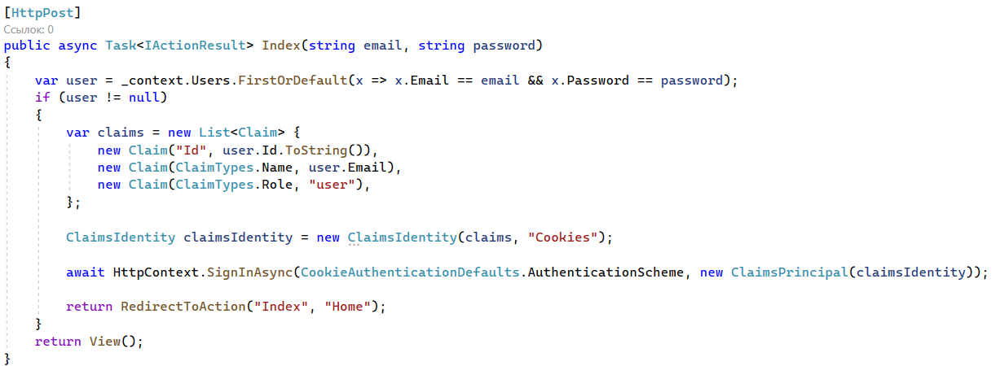 [HttpPost]
Ссылок: 0
public async Task<IActionResult> Index(string email, string password)
{
    var user = _context.Users.FirstOrDefault(x => x.Email == email && x.Password == password);
    if (user != null)
    {
        var claims = new List<Claim> {
            new Claim("Id", user.Id.ToString()),
            new Claim(ClaimTypes.Name, user.Email),
            new Claim(ClaimTypes.Role, "user"),
        };

        ClaimsIdentity claimsIdentity = new ClaimsIdentity(claims, "Cookies");

        await HttpContext.SignInAsync(CookieAuthenticationDefaults.AuthenticationScheme, new ClaimsPrincipal(claimsIdentity));

        return RedirectToAction("Index", "Home");
    }
    return View();
}